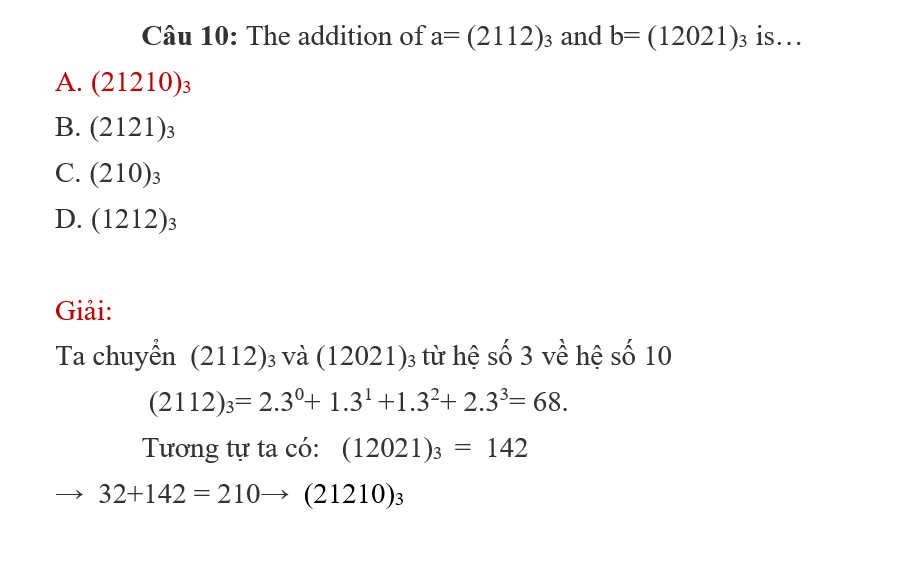 Câu 10: The addition of a= (2112)₃ and b= (12021)₃ is…
A. (21210)₃
B. (2121)₃
C. (210)₃
D. (1212)₃
Giải:
Ta chuyển (2112)₃ và (12021)₃ từ hệ số 3 về hệ số 10
(2112)₃= 2.3⁰+ 1.3¹ +1.3²+ 2.3³= 68.
Tương tự ta có: (12021)₃ = 142
→ 32+142 = 210→ (21210)₃